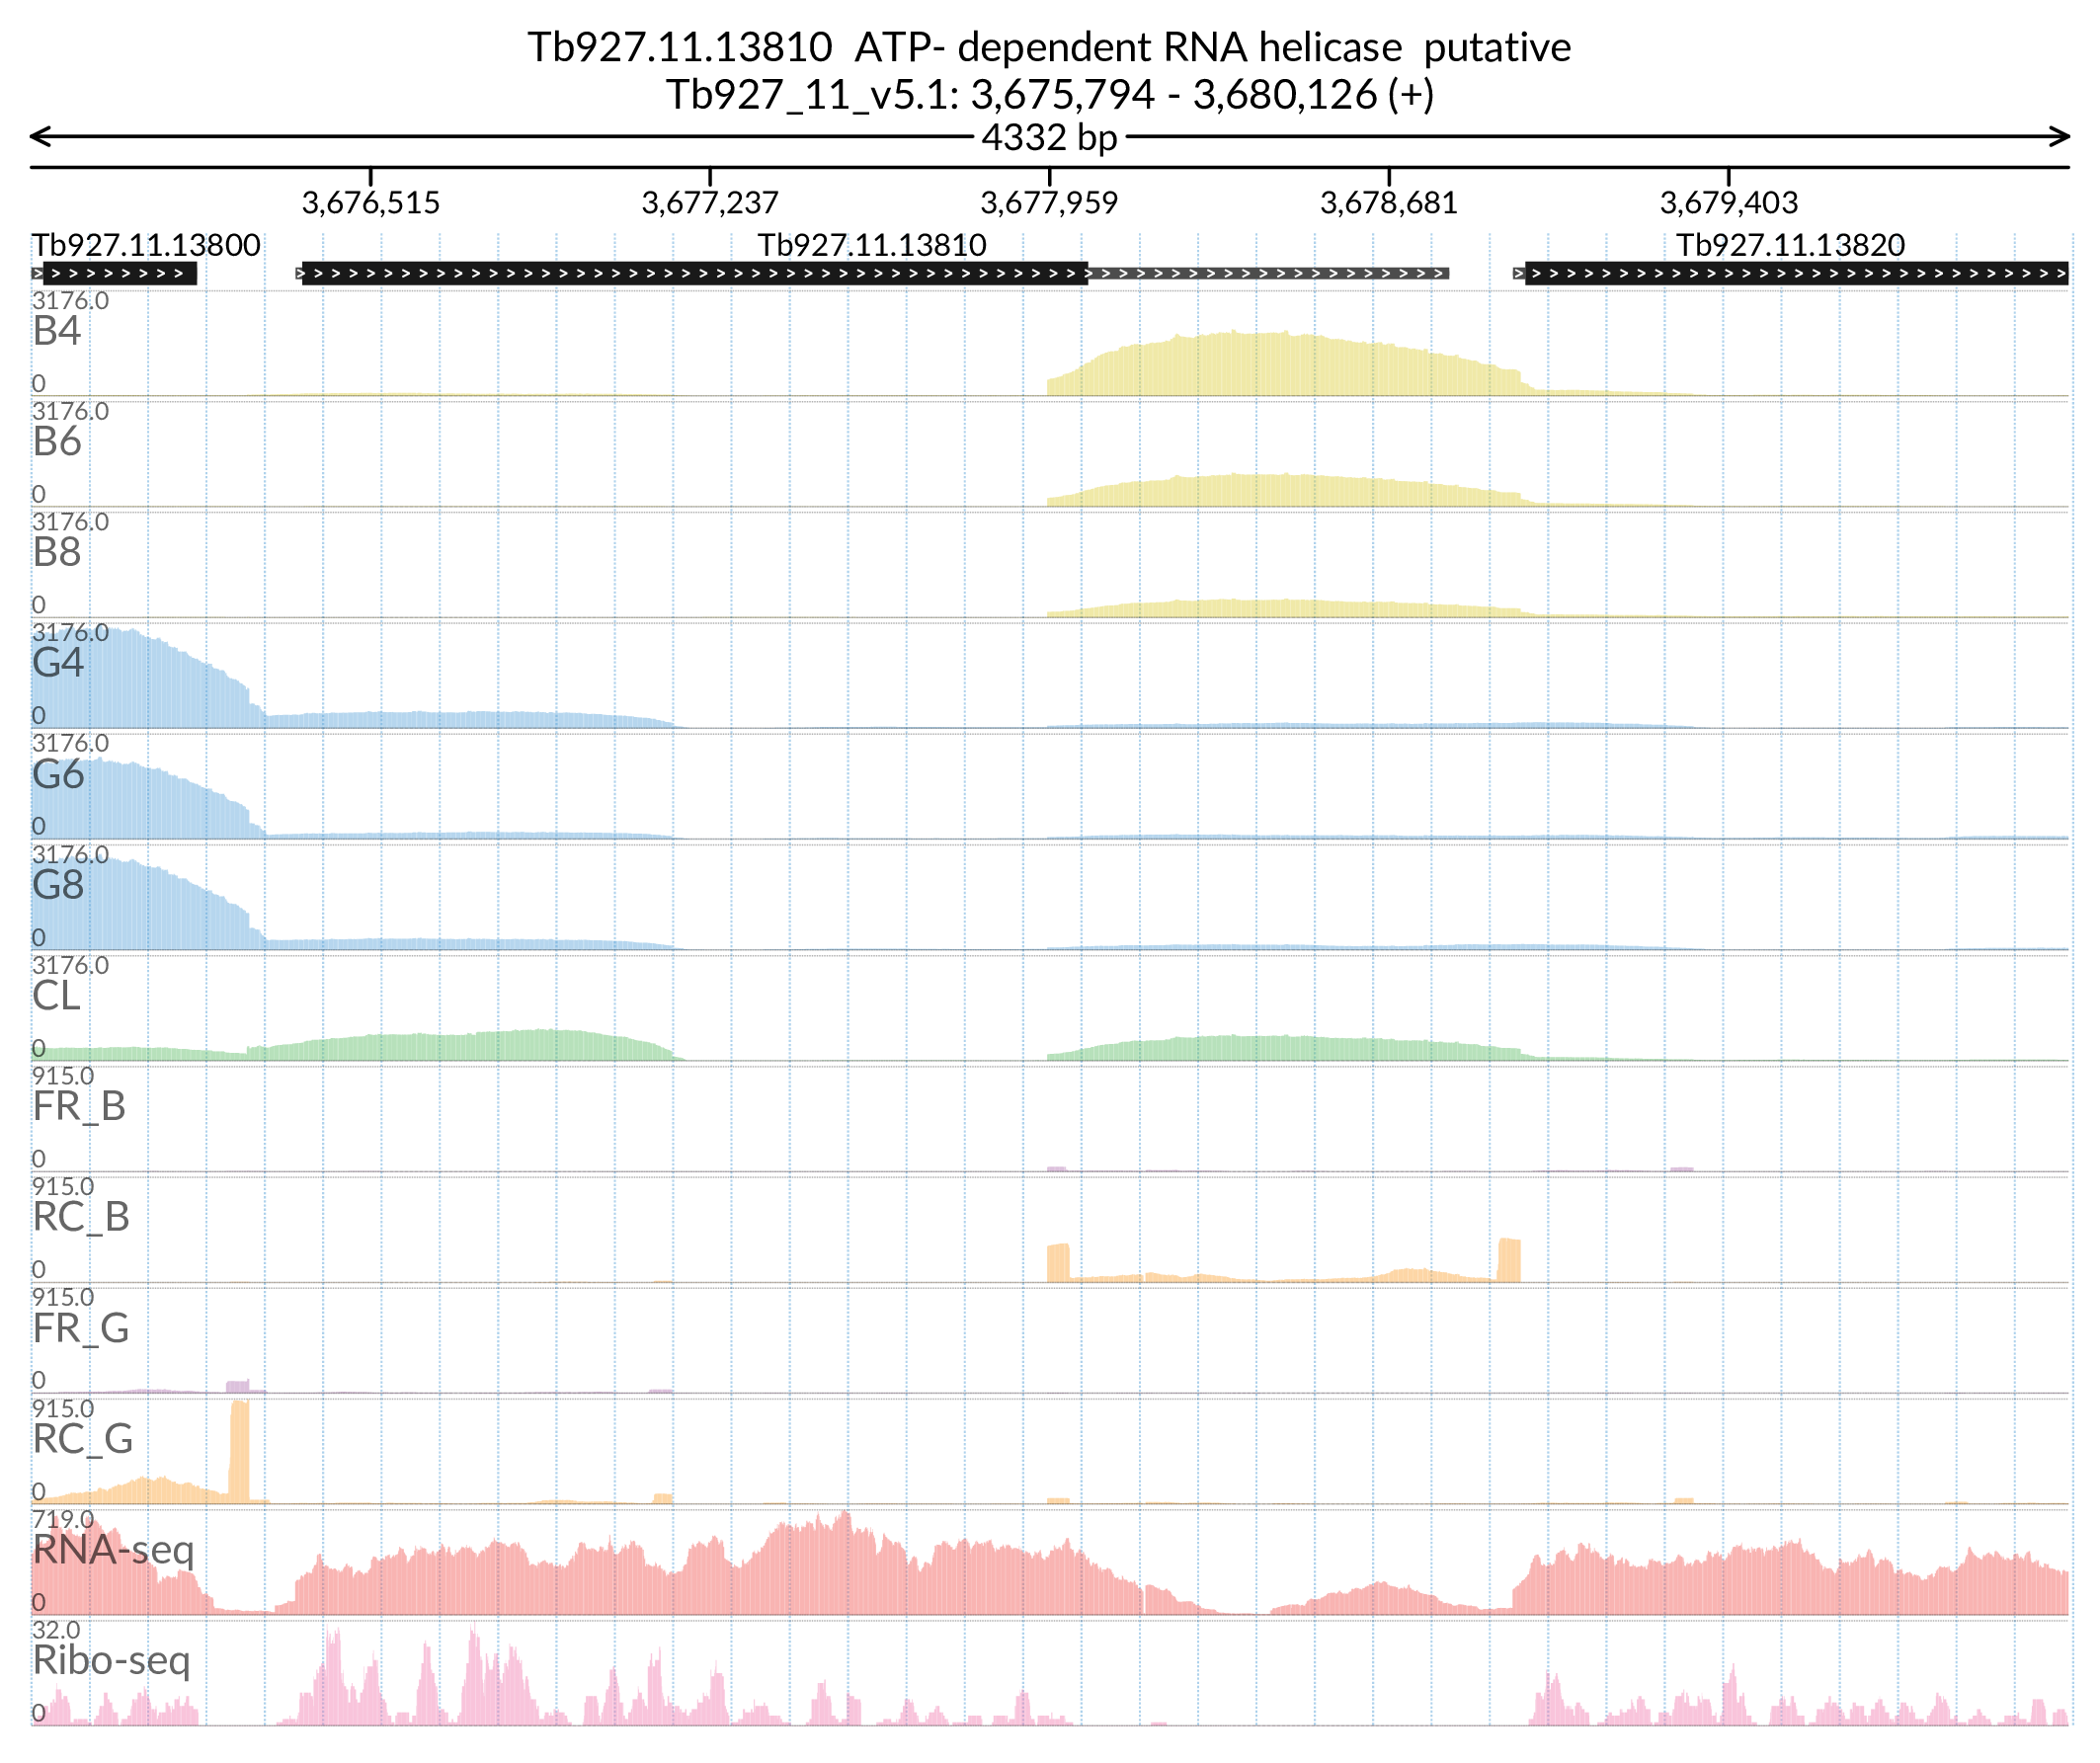 Tb927.11.13810  ATP- dependent RNA helicase  putative
Tb927_11_v5.1: 3,675,794 - 3,680,126 (+)
4332 bp
3,676,515 3,677,237 3,677,959 3,678,681 3,679,403
Tb927.11.13800 Tb927.11.13810 Tb927.11.13820
3176.0
B4
0
3176.0
B6
0
3176.0
B8
0
3176.0
G4
0
3176.0
G6
0
3176.0
G8
0
3176.0
CL
0
915.0
FR_B
0
915.0
RC_B
0
915.0
FR_G
0
915.0
RC_G
0
719.0
RNA-seq
0
32.0
Ribo-seq
0